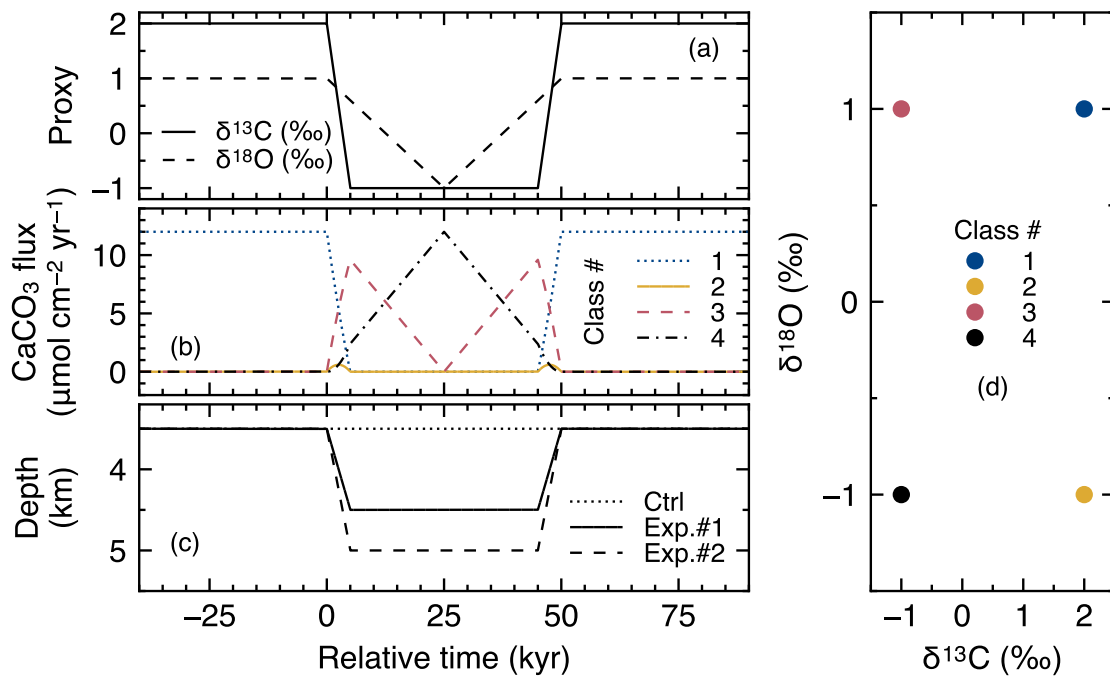 2
1
0
−1
Proxy
(a)
δ¹³C (‰)
δ¹⁸O (‰)
10
5
0
CaCO₃ flux
(μmol cm⁻² yr⁻¹)
(b)
Class #
1
2
3
4
4
5
Depth
(km)
(c)
Ctrl
Exp.#1
Exp.#2
−25
0
25
50
75
Relative time (kyr)
1
0
−1
δ¹⁸O (‰)
Class #
1
2
3
4
(d)
−1
0
1
2
δ¹³C (‰)